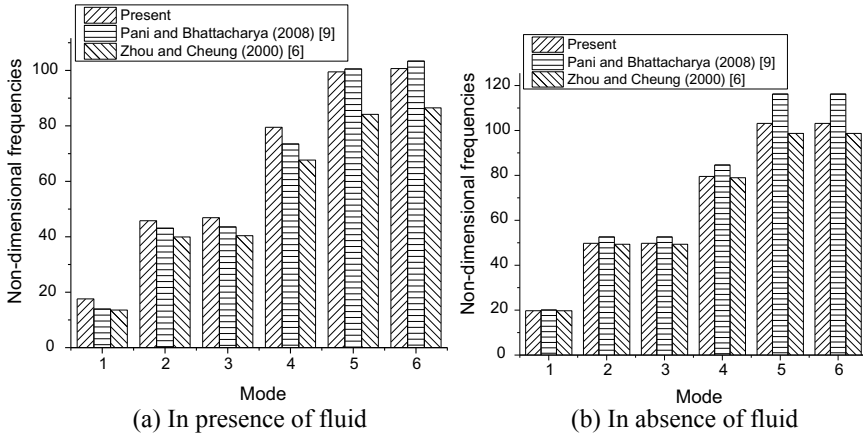 Present
Pani and Bhattacharya (2008) [9]
Zhou and Cheung (2000) [6]
Non-dimensional frequencies
100
80
60
40
20
0
1 2 3 4 5 6
Mode
(a) In presence of fluid
Present
Pani and Bhattacharya (2008) [9]
Zhou and Cheung (2000) [6]
Non-dimensional frequencies
120
100
80
60
40
20
0
1 2 3 4 5 6
Mode
(b) In absence of fluid